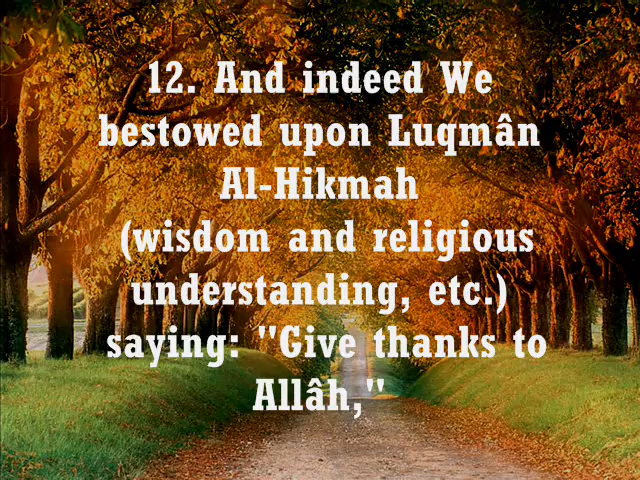 12. And indeed We
bestowed upon Luqmân
Al-Hikmah
(wisdom and religious
understanding, etc.)
saying: "Give thanks to
Allâh,"